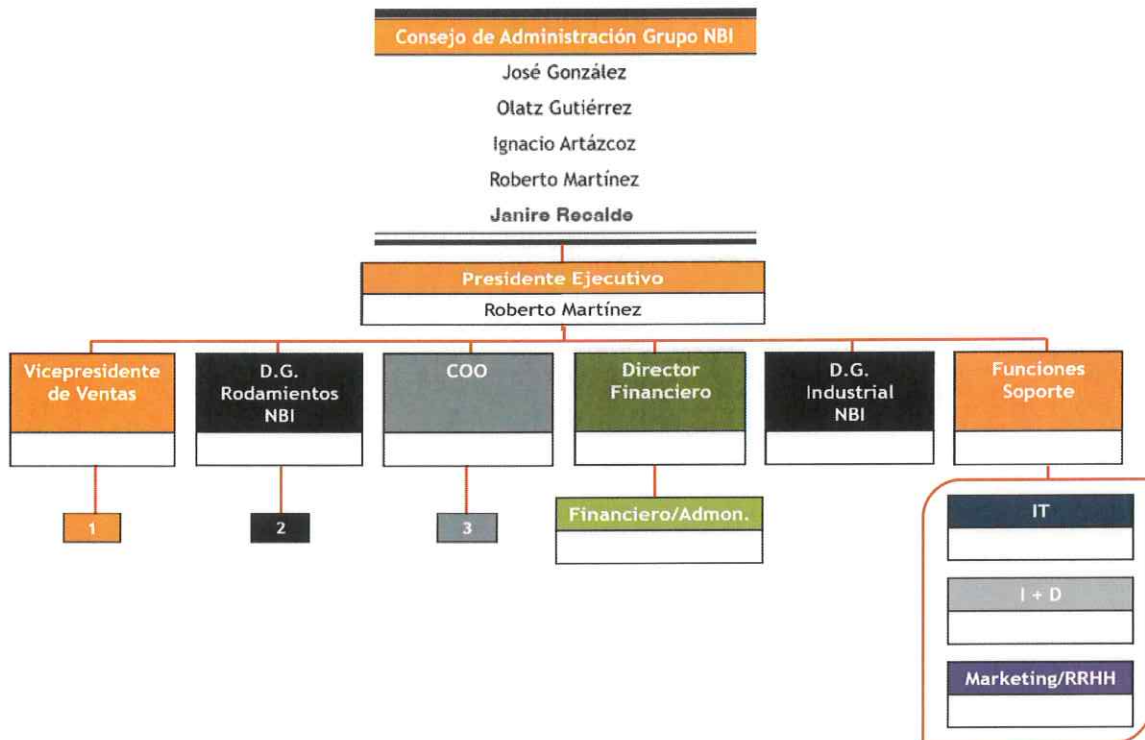 Consejo de Administración Grupo NBI
José González
Olatz Gutiérrez
Ignacio Artázcoz
Roberto Martínez
Janire Recalde
Presidente Ejecutivo
Roberto Martínez
Vicepresidente
de Ventas
D.G.
Rodamientos
NBI
COO
Director
Financiero
D.G.
Industrial
NBI
Funciones
Soporte
1
2
3
Financiero/Admon.
IT
I + D
Marketing/RRHH